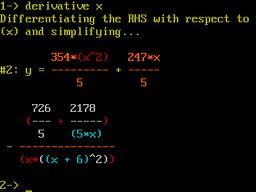 1-> derivative x
Differentiating the RHS with respect to
(x) and simplifying...
354*(x^2) 247*x
#2: y = --------- + -----
5 5
726 2178
(--- + -----)
5 (5*x)
- ---------------
(x*((x + 6)^2))
2-> _